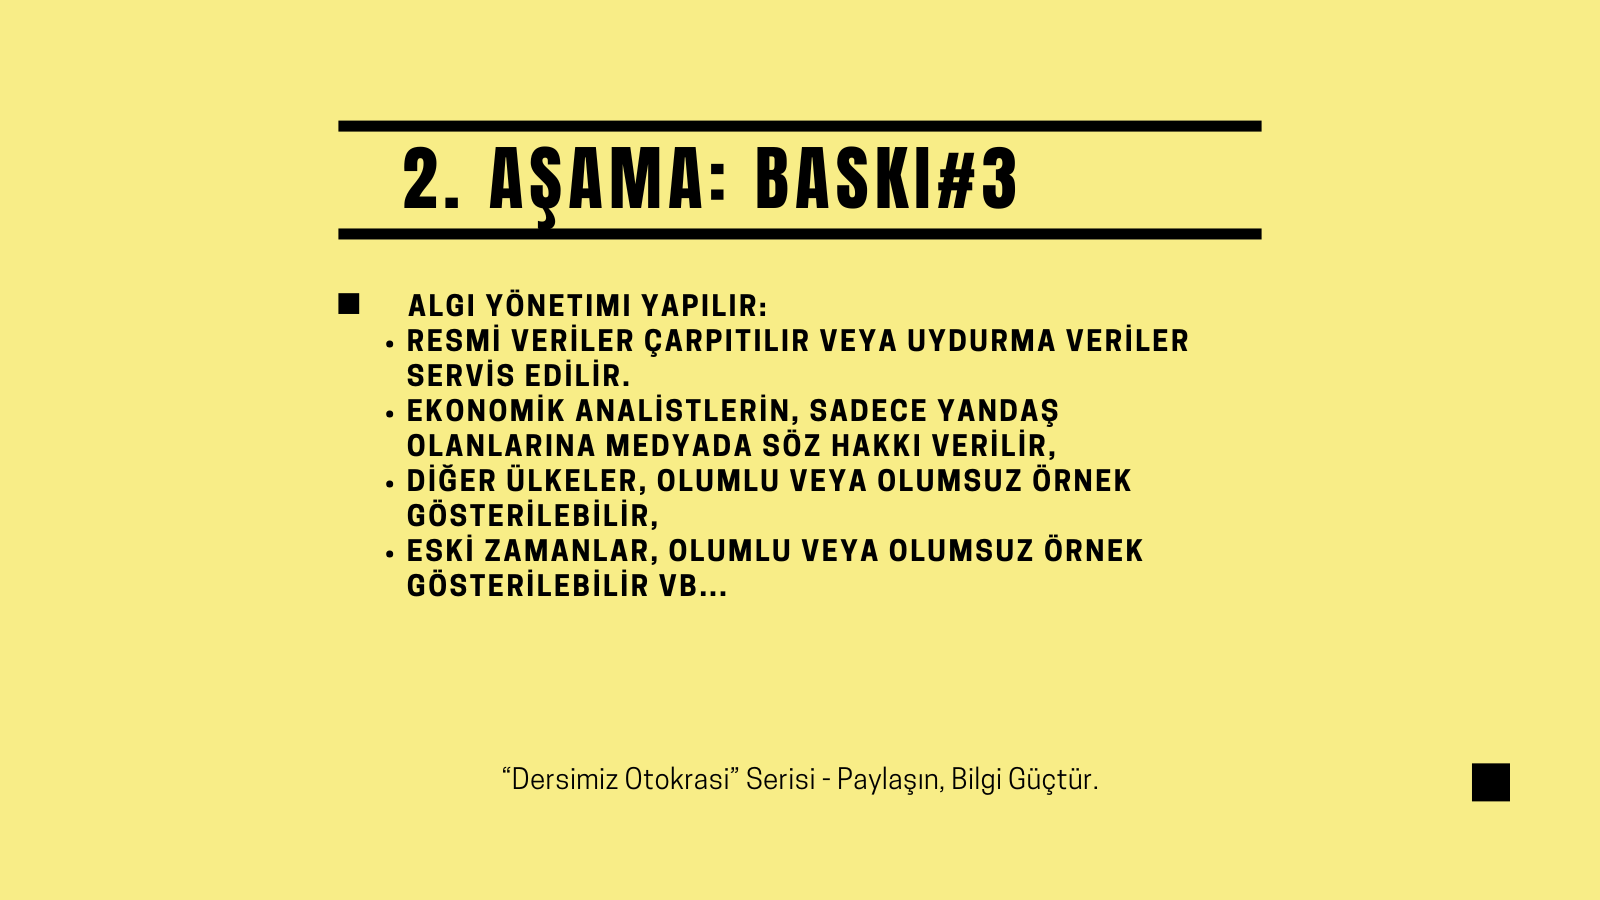 2. AŞAMA: BASKI#3
ALGI YÖNETIMI YAPILIR:
RESMİ VERİLER ÇARPITILIR VEYA UYDURMA VERİLER
SERVİS EDİLİR.
EKONOMİK ANALİSTLERİN, SADECE YANDAŞ
OLANLARINA MEDYADA SÖZ HAKKI VERİLİR,
DİĞER ÜLKELER, OLUMLU VEYA OLUMSUZ ÖRNEK
GÖSTERİLEBİLİR,
ESKİ ZAMANLAR, OLUMLU VEYA OLUMSUZ ÖRNEK
GÖSTERİLEBİLİR VB...
“Dersimiz Otokrasi” Serisi - Paylaşın, Bilgi Güçtür.